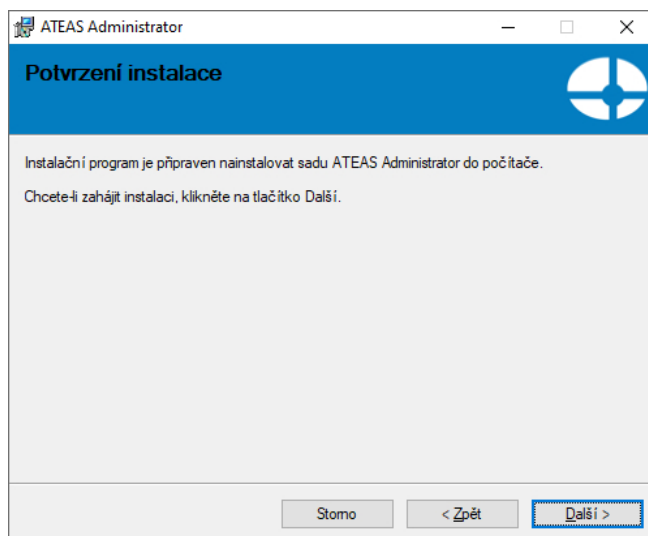 ATEAS Administrator
Potvrzení instalace
Instalační program je připraven nainstalovat sadu ATEAS Administrator do počítače.
Chcete-li zahájit instalaci, klikněte na tlačítko Další.
Storno
< Zpět
Další >